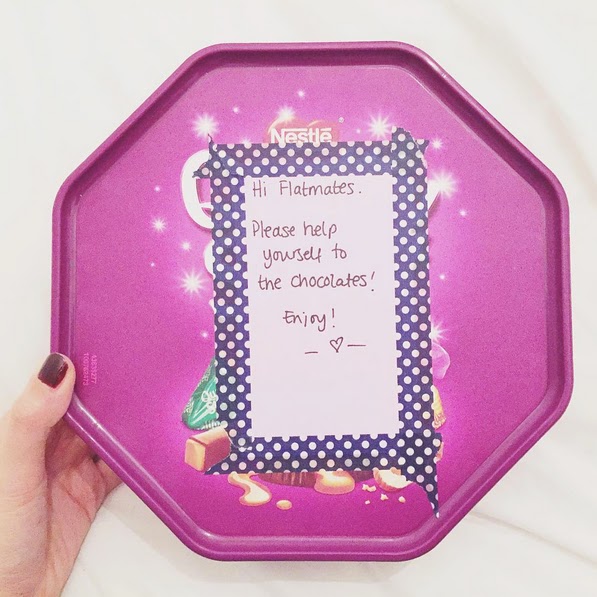 Nestlé
Hi Flatmates.
Please help
yourself to
the chocolates!
Enjoy!